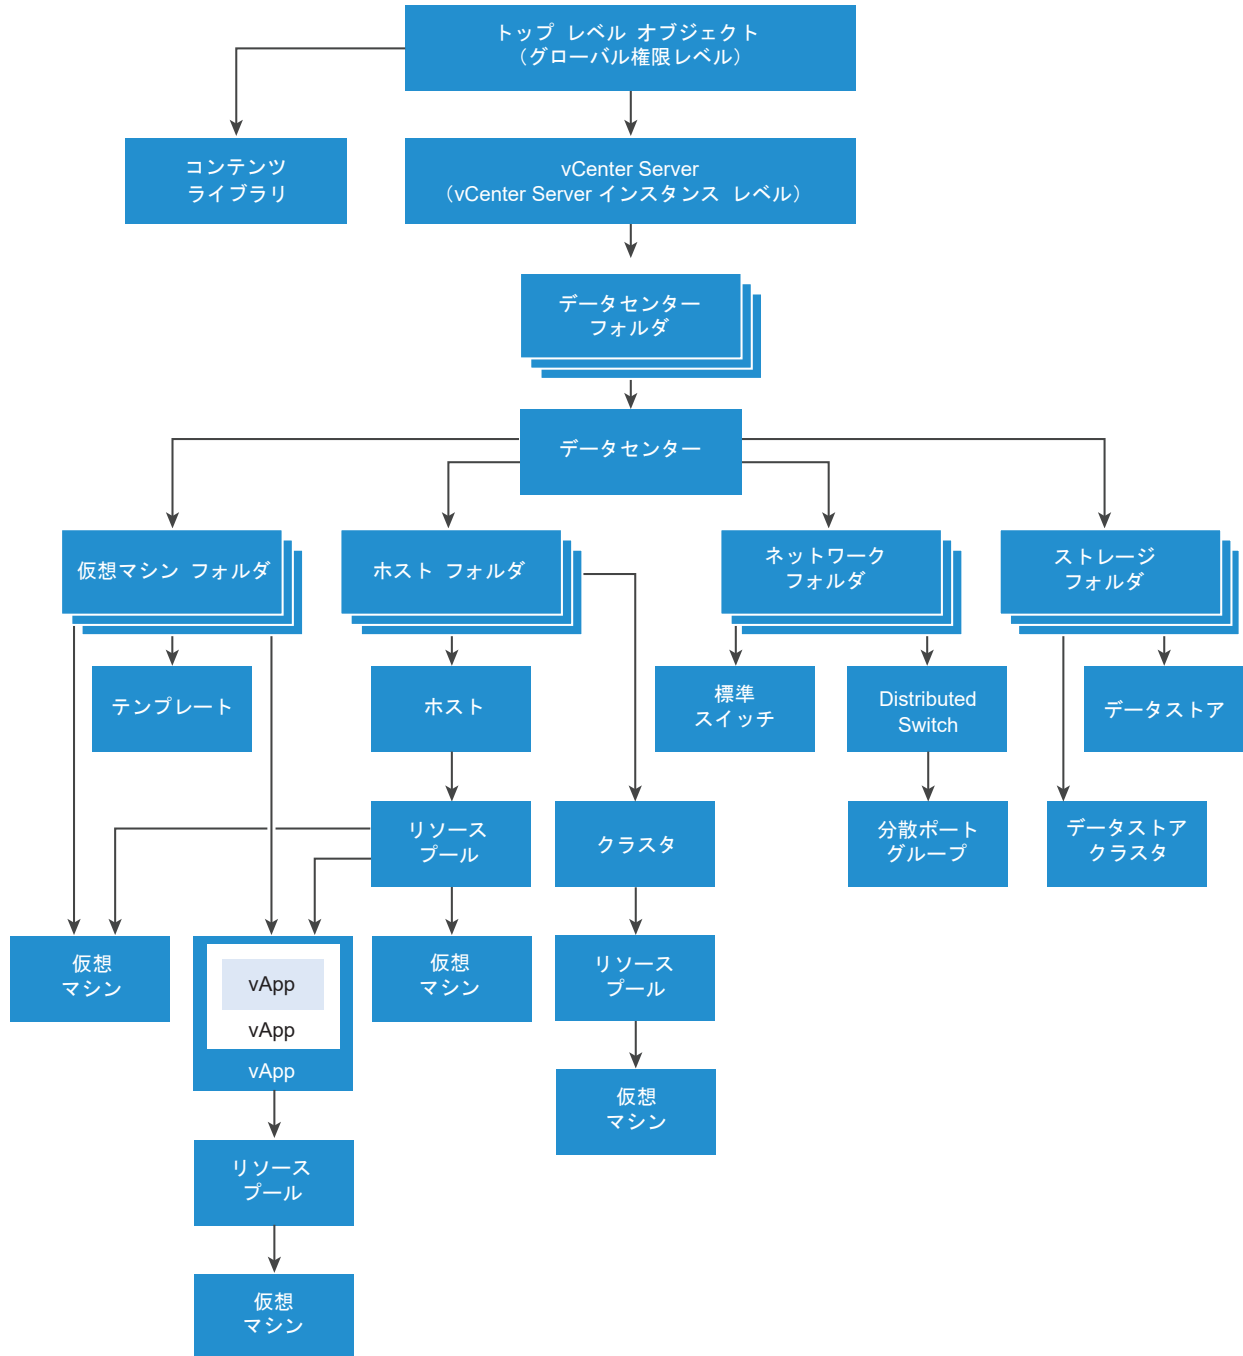 トップ レベル オブジェクト
（グローバル権限レベル）
コンテンツ
ライブラリ
vCenter Server
（vCenter Server インスタンス レベル）
データセンター
フォルダ
データセンター
仮想マシン フォルダ
ホスト フォルダ
ネットワーク
フォルダ
ストレージ
フォルダ
テンプレート
ホスト
標準
スイッチ
Distributed
Switch
データストア
リソース
プール
クラスタ
分散ポート
グループ
データストア
クラスタ
仮想
マシン
vApp
vApp
vApp
仮想
マシン
リソース
プール
仮想
マシン
リソース
プール
仮想
マシン